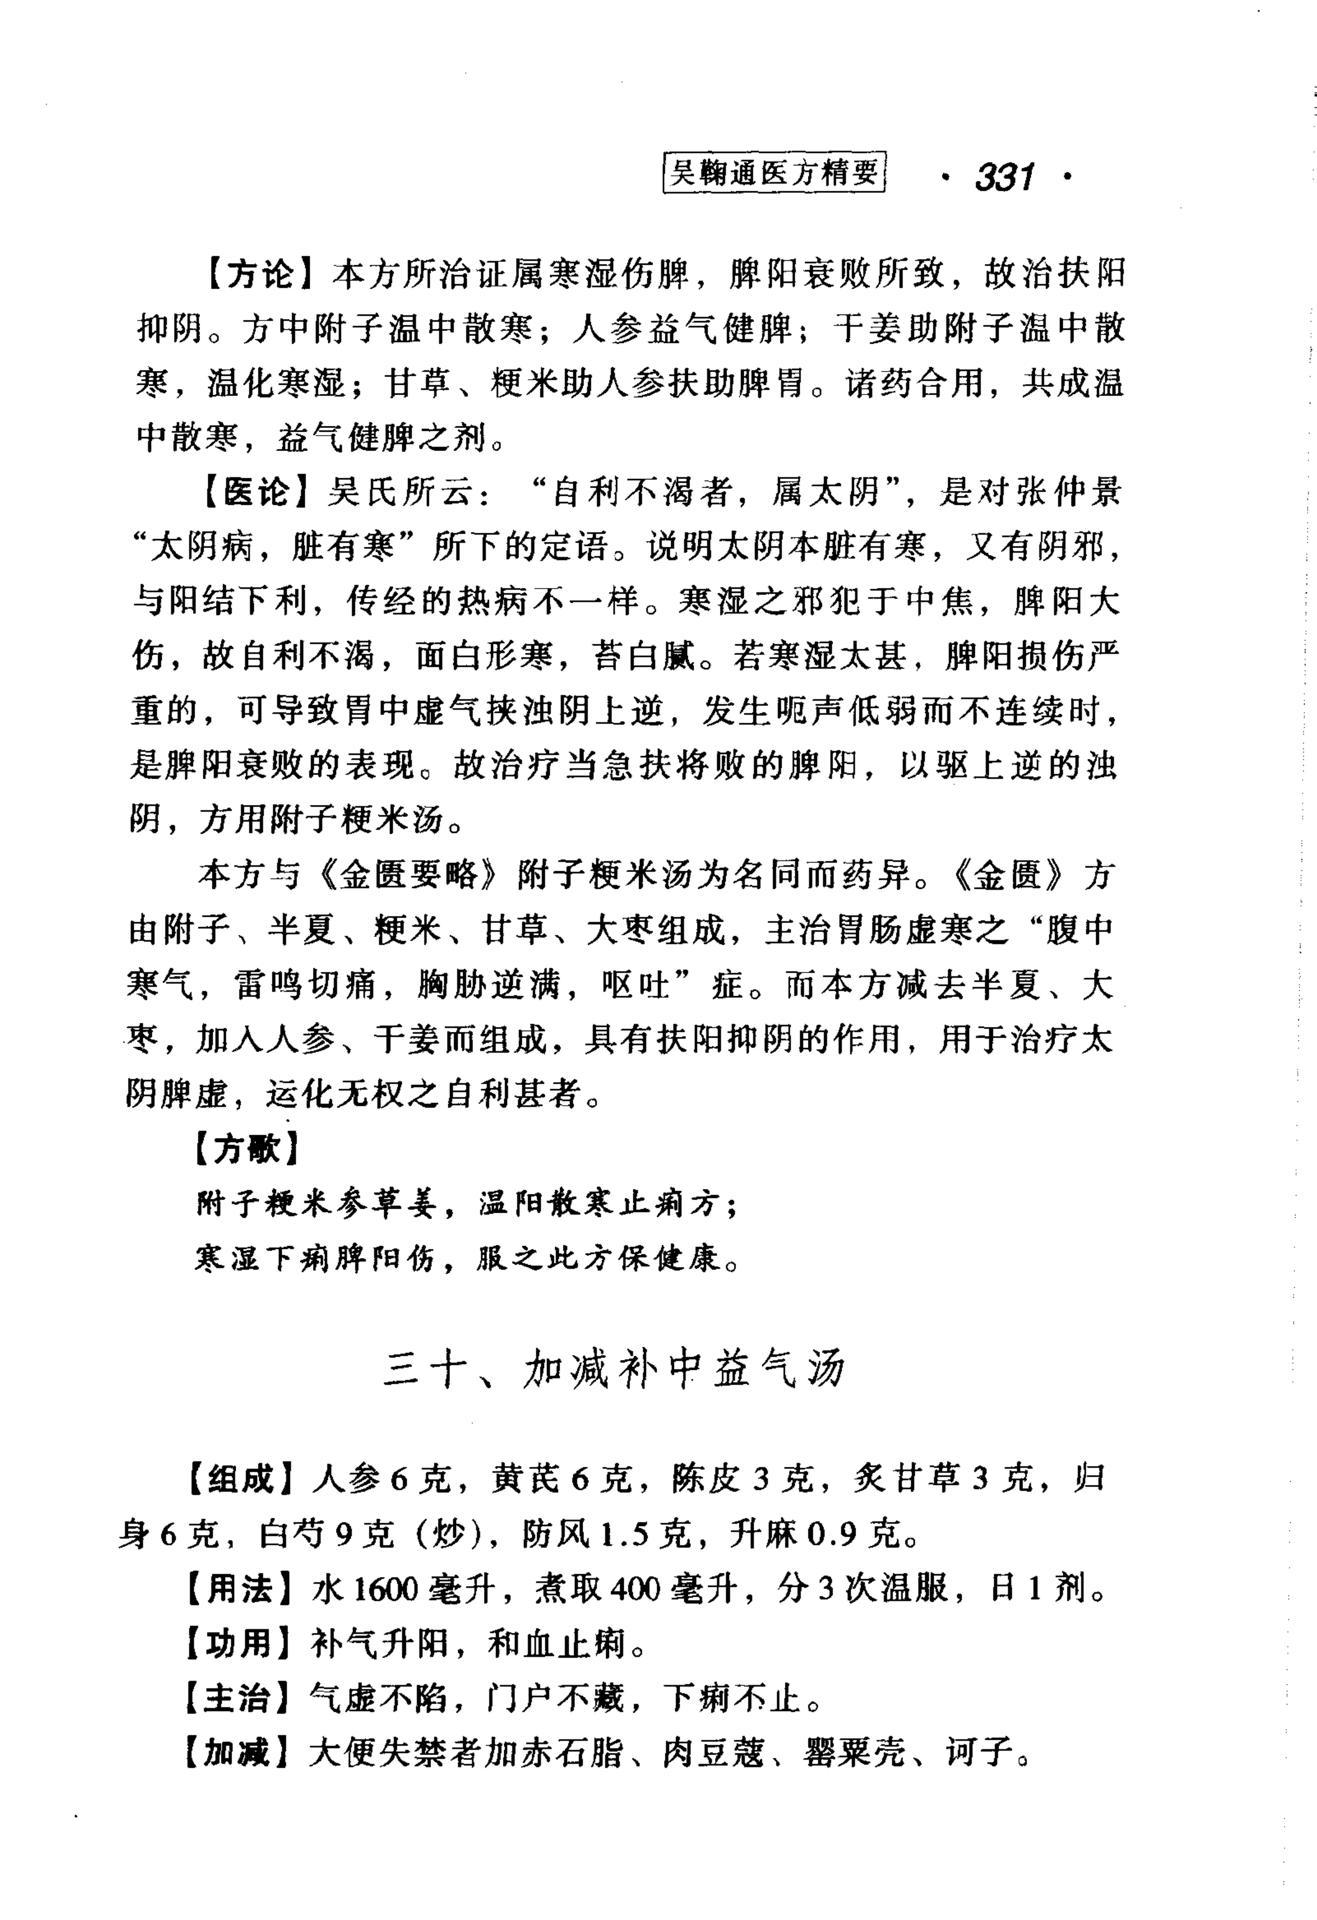 吴鞠通医方精要 · 331 ·
【方论】本方所治证属寒湿伤脾，脾阳衰败所致，故治扶阳
抑阴。方中附子温中散寒；人参益气健脾；干姜助附子温中散
寒，温化寒湿；甘草、粳米助人参扶助脾胃。诸药合用，共成温
中散寒，益气健脾之剂。
【医论】吴氏所云：“自利不渴者，属太阴”，是对张仲景
“太阴病，脏有寒”所下的定语。说明太阴本脏有寒，又有阴邪，
与阳结下利，传经的热病不一样。寒湿之邪犯于中焦，脾阳大
伤，故自利不渴，面白形寒，苔白腻。若寒湿太甚，脾阳损伤严
重的，可导致胃中虚气挟浊阴上逆，发生呃声低弱而不连续时，
是脾阳衰败的表现。故治疗当急扶将败的脾阳，以驱上逆的浊
阴，方用附子粳米汤。
本方与《金匮要略》附子粳米汤为名同而药异。《金匮》方
由附子、半夏、粳米、甘草、大枣组成，主治胃肠虚寒之“腹中
寒气，雷鸣切痛，胸胁逆满，呕吐”症。而本方减去半夏、大
枣，加入人参、干姜而组成，具有扶阳抑阴的作用，用于治疗太
阴脾虚，运化无权之自利甚者。
【方歌】
附子粳米参草姜，温阳散寒止痢方；
寒湿下痢脾阳伤，服之此方保健康。
三十、加减补中益气汤
【组成】人参6克，黄芪6克，陈皮3克，炙甘草3克，归
身6克，白芍9克（炒），防风1.5克，升麻0.9克。
【用法】水1600毫升，煮取400毫升，分3次温服，日1剂。
【功用】补气升阳，和血止痢。
【主治】气虚不陷，门户不藏，下痢不止。
【加减】大便失禁者加赤石脂、肉豆蔻、罂粟壳、诃子。